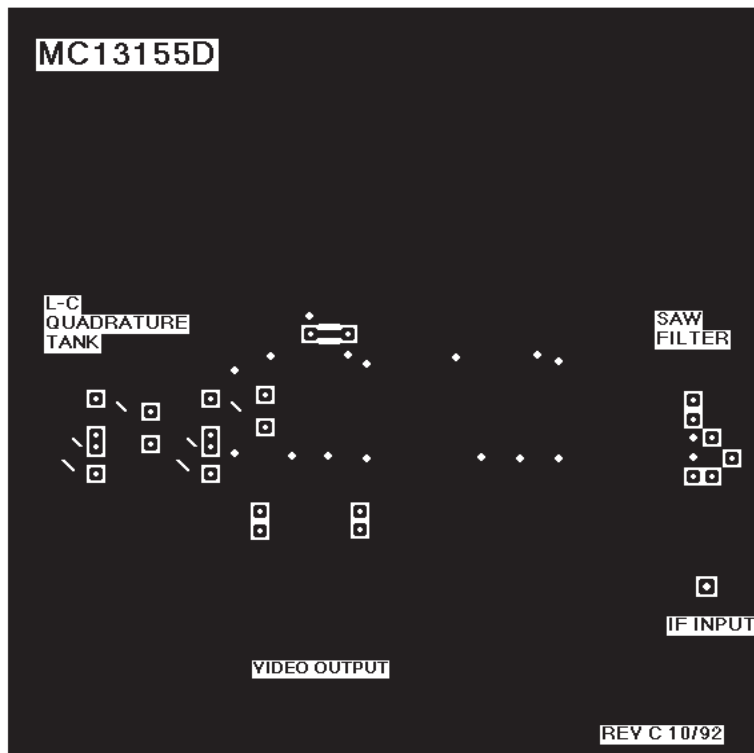 MC13155D
L-C
QUADRATURE
TANK
SAW
FILTER
IF INPUT
VIDEO OUTPUT
REV C 10/92